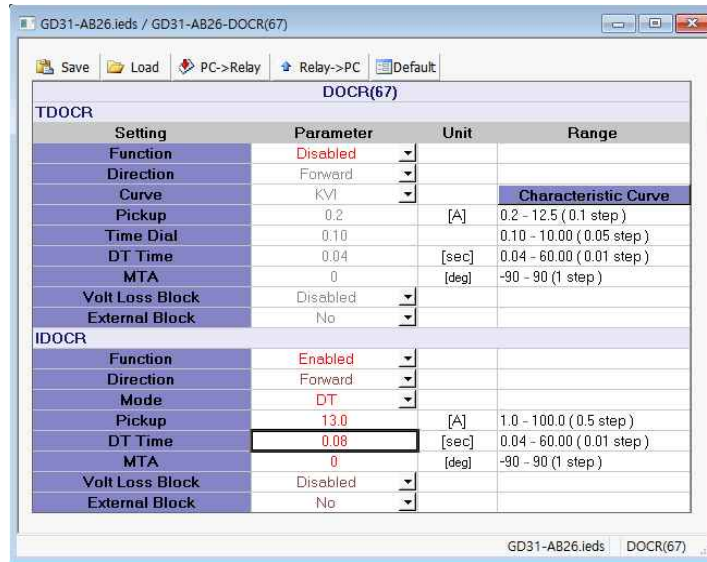 GD31-AB26.ieds / GD31-AB26-DOCR(67)
Save Load PC->Relay Relay->PC Default
DOCR(67)
TDOCR
Setting Parameter Unit Range
Function Disabled
Direction Forward
Curve KVI Characteristic Curve
Pickup 0.2 [A] 0.2 - 12.5 ( 0.1 step )
Time Dial 0.10 0.10 - 10.00 ( 0.05 step )
DT Time 0.04 [sec] 0.04 - 60.00 ( 0.01 step )
MTA 0 [deg] -90 - 90 (1 step )
Volt Loss Block Disabled
External Block No
IDOCR
Function Enabled
Direction Forward
Mode DT
Pickup 13.0 [A] 1.0 - 100.0 ( 0.5 step )
DT Time 0.08 [sec] 0.04 - 60.00 ( 0.01 step )
MTA 0 [deg] -90 - 90 (1 step )
Volt Loss Block Disabled
External Block No
GD31-AB26.ieds DOCR(67)